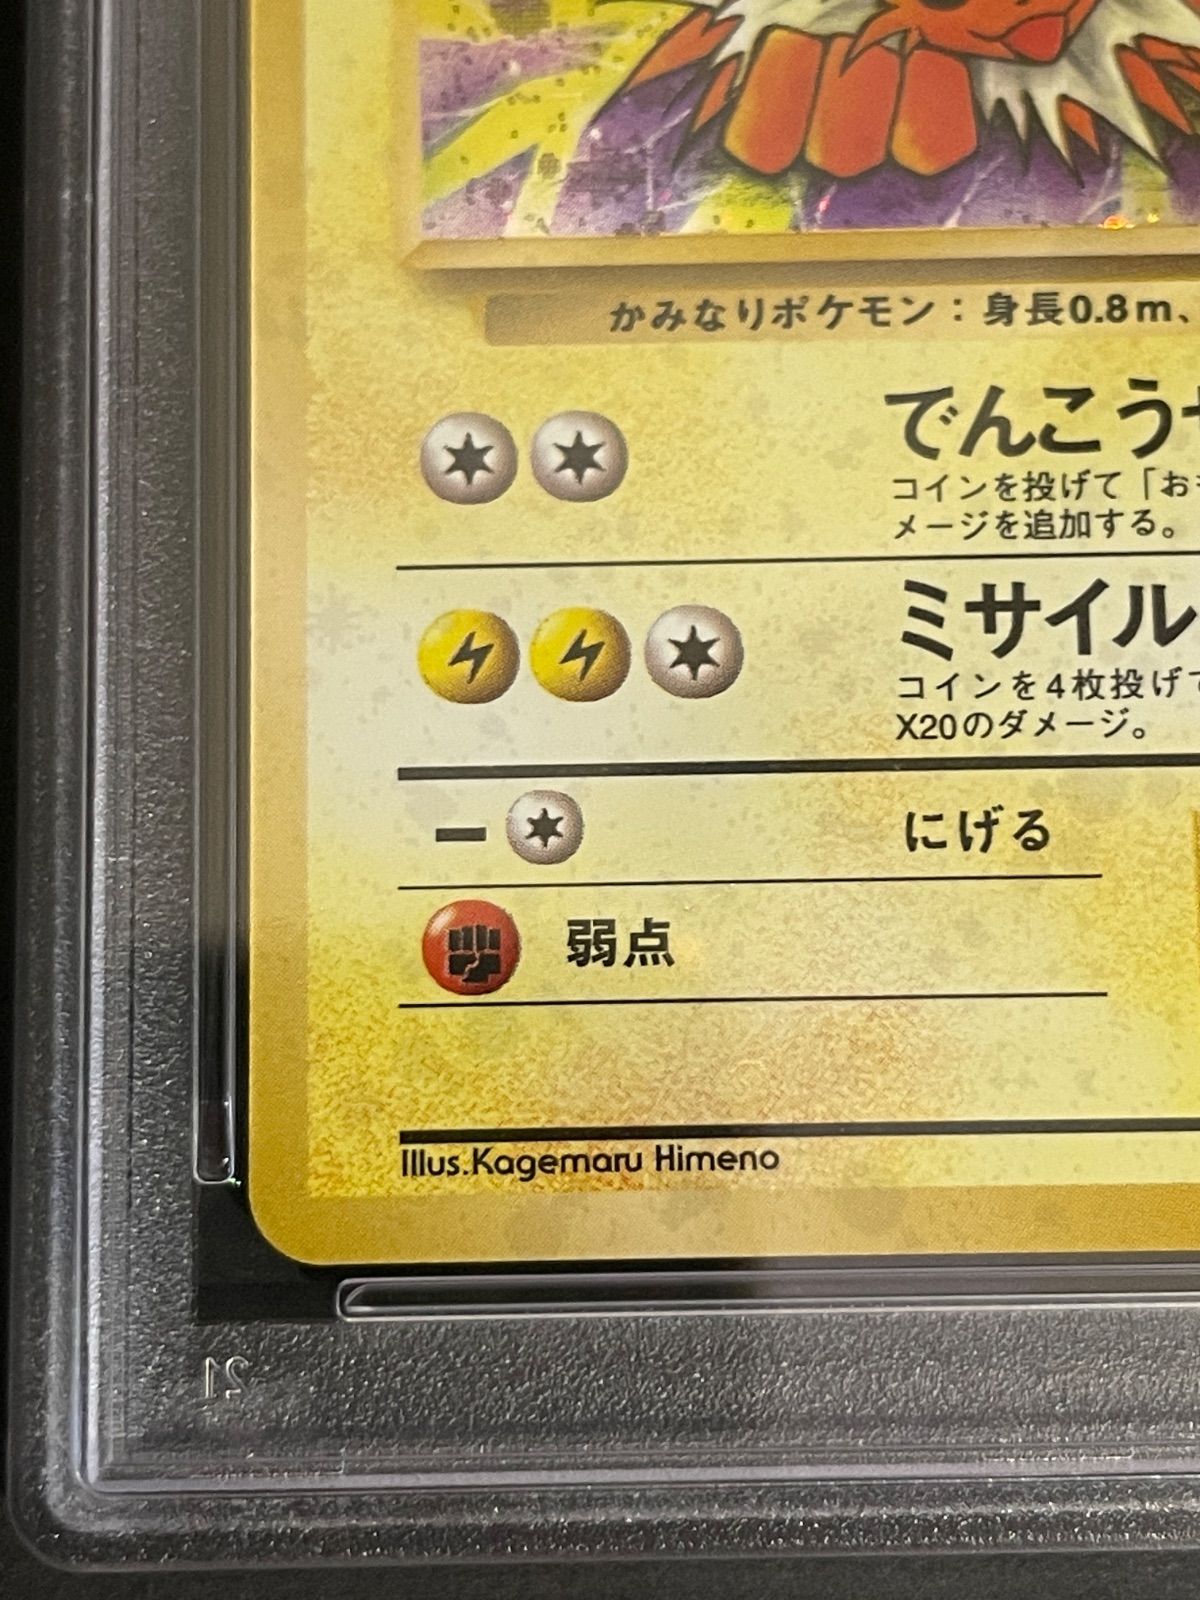 かみなりポケモン：身長0.8m、
でんこうせ
コインを投げて「おも
メージを追加する。
ミサイル
コインを4枚投げて
X20のダメージ。
にげる
弱点
Illus.Kagemaru Himeno
21